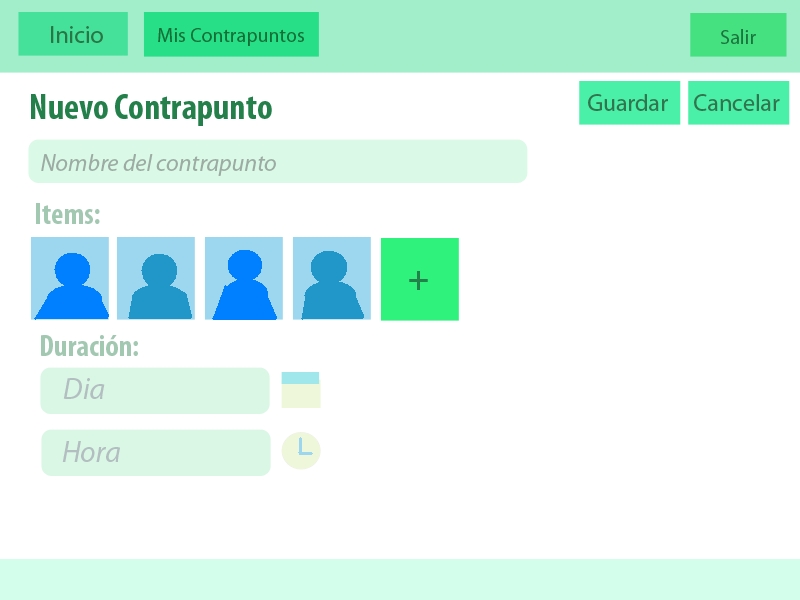 Inicio
Mis Contrapuntos
Salir
Nuevo Contrapunto
Guardar
Cancelar
Nombre del contrapunto
Items:
+
Duración:
Dia
Hora